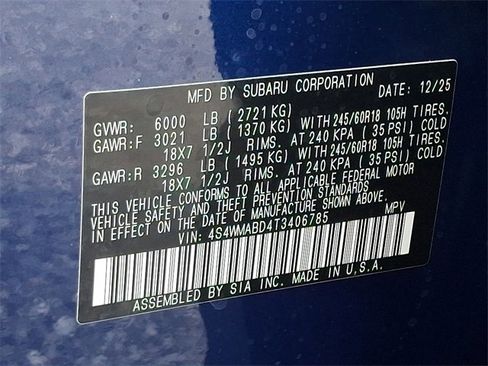 MFD BY SUBARU CORPORATION DATE: 12/25
GVWR: 6000 LB ( 2721 KG)
GAWR:F 3021 LB ( 1370 KG) WITH 245/60R18 105H TIRES.
18X7 1/2J RIMS. AT 240 KPA ( 35 PSI) COLD
GAWR:R 3296 LB ( 1495 KG) WITH 245/60R18 105H TIRES.
18X7 1/2J RIMS. AT 240 KPA ( 35 PSI) COLD
THIS VEHICLE CONFORMS TO ALL APPLICABLE FEDERAL MOTOR
VEHICLE SAFETY AND THEFT PREVENTION STANDARDS
IN EFFECT ON THE DATE OF MANUFACTURE SHOWN ABOVE.
VIN: 4S4WMABD4T3406785 MPV
ASSEMBLED BY SIA INC. MADE IN U.S.A.